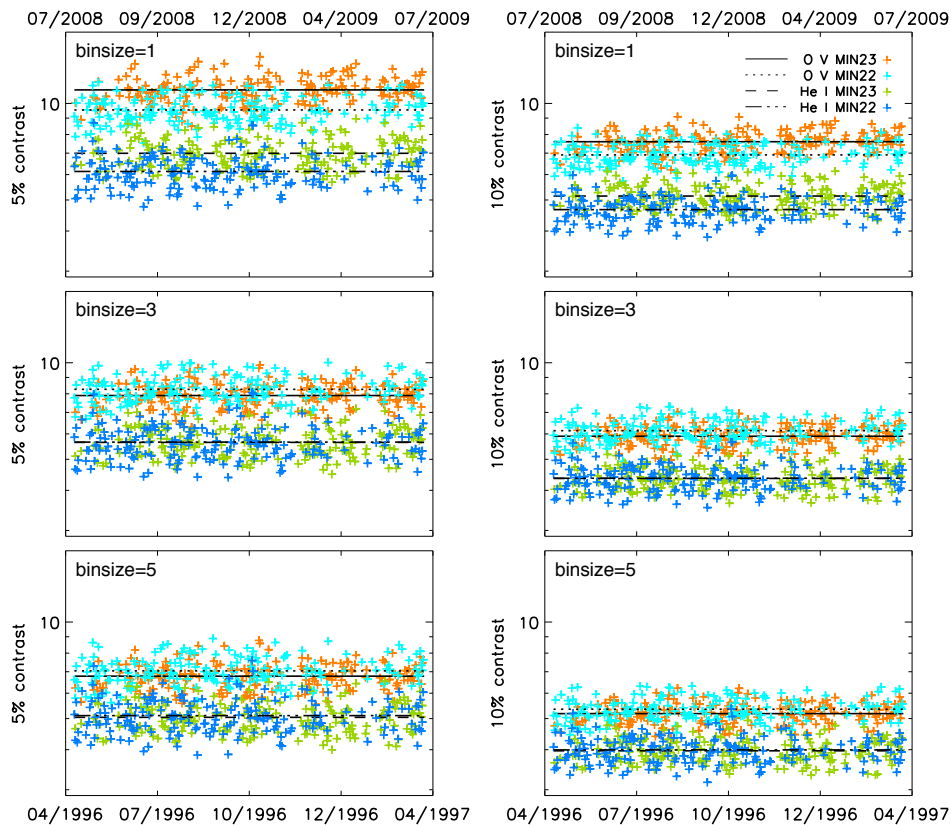 07/2008 09/2008 12/2008 04/2009 07/2009
07/2008 09/2008 12/2008 04/2009 07/2009
binsize=1
10
5% contrast
binsize=1
O V MIN23
O V MIN22
He I MIN23
He I MIN22
10
10% contrast
binsize=3
10
5% contrast
binsize=3
10
10% contrast
binsize=5
10
5% contrast
binsize=5
10
10% contrast
04/1996 07/1996 10/1996 12/1996 04/1997
04/1996 07/1996 10/1996 12/1996 04/1997